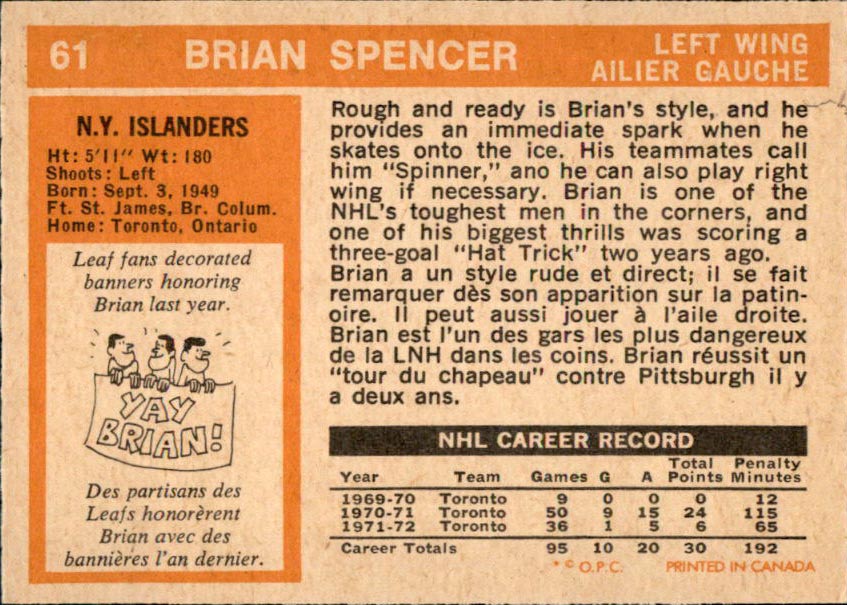 61 BRIAN SPENCER LEFT WING
AILIER GAUCHE
N.Y. ISLANDERS
Ht: 5'11" Wt: 180
Shoots: Left
Born: Sept. 3, 1949
Ft. St. James, Br. Colum.
Home: Toronto, Ontario
Leaf fans decorated
banners honoring
Brian last year.
YAY
BRIAN!
Des partisans des
Leafs honorèrent
Brian avec des
bannières l'an dernier.
Rough and ready is Brian's style, and he
provides an immediate spark when he
skates onto the ice. His teammates call
him "Spinner," ano he can also play right
wing if necessary. Brian is one of the
NHL's toughest men in the corners, and
one of his biggest thrills was scoring a
three-goal "Hat Trick" two years ago.
Brian a un style rude et direct; il se fait
remarquer dès son apparition sur la patin-
oire. Il peut aussi jouer à l'aile droite.
Brian est l'un des gars les plus dangereux
de la LNH dans les coins. Brian réussit un
"tour du chapeau" contre Pittsburgh il y
a deux ans.
NHL CAREER RECORD
Year Team Games G A Total Points Penalty Minutes
1969-70 Toronto 9 0 0 0 12
1970-71 Toronto 50 9 15 24 115
1971-72 Toronto 36 1 5 6 65
Career Totals 95 10 20 30 192
* © O.P.C. PRINTED IN CANADA